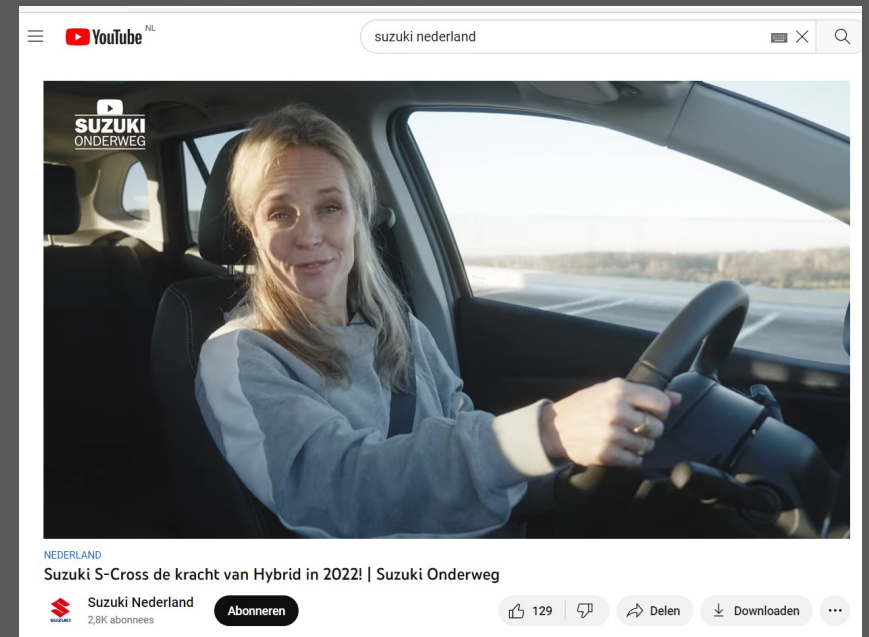 YouTube NL
suzuki nederland
SUZUKI
ONDERWEG
NEDERLAND
Suzuki S-Cross de kracht van Hybrid in 2022! | Suzuki Onderweg
SUZUKI
Suzuki Nederland
2,8K abonnees
Abonneren
129
Delen
Downloaden